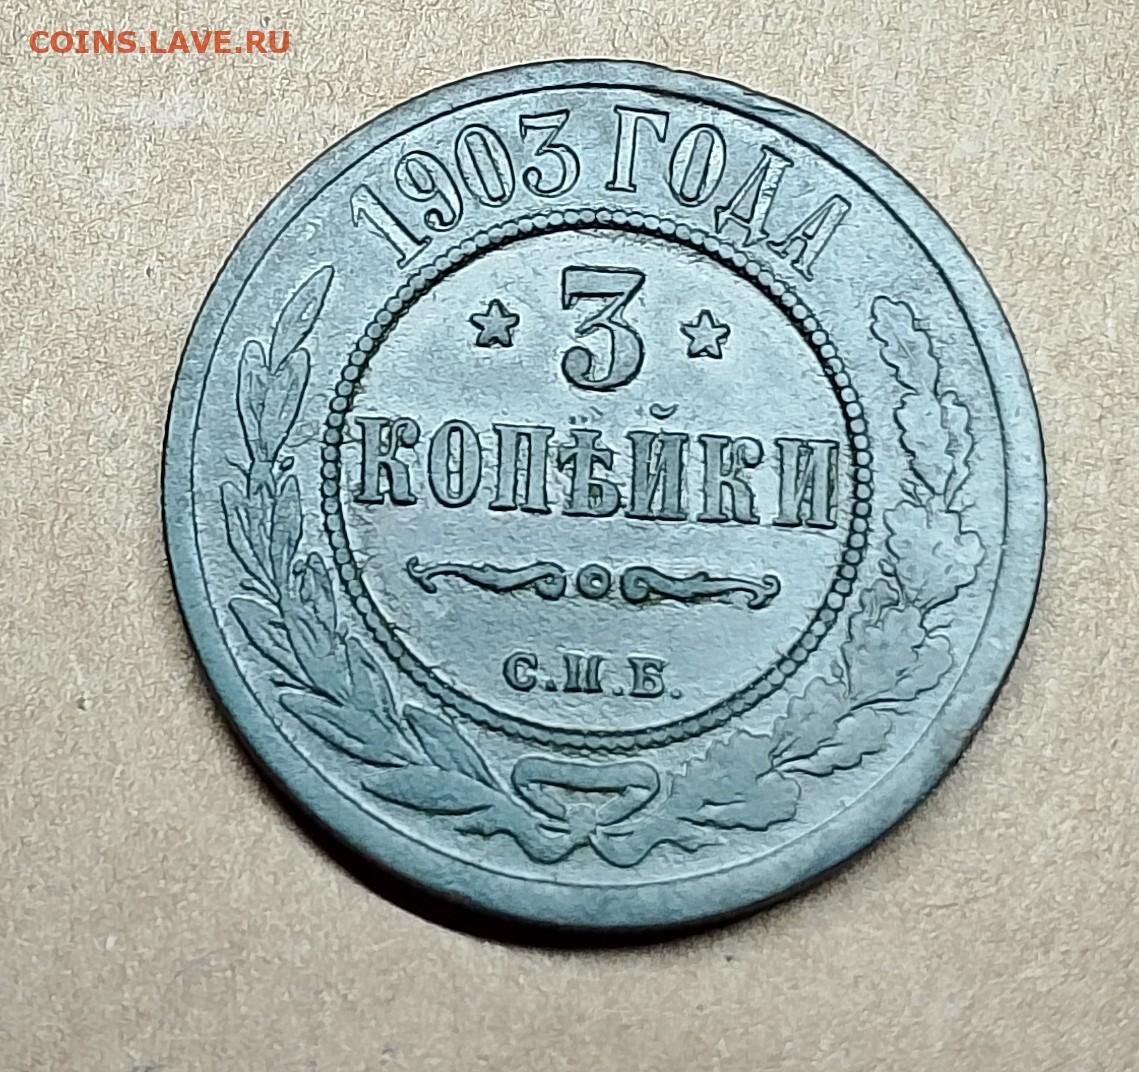 COINS.LAVE.RU
1903 ГОДА
3
КОПѢЙКИ
С.П.Б.